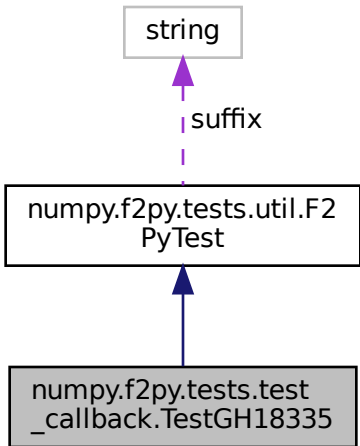 string
suffix
numpy.f2py.tests.util.F2
PyTest
numpy.f2py.tests.test
_callback.TestGH18335